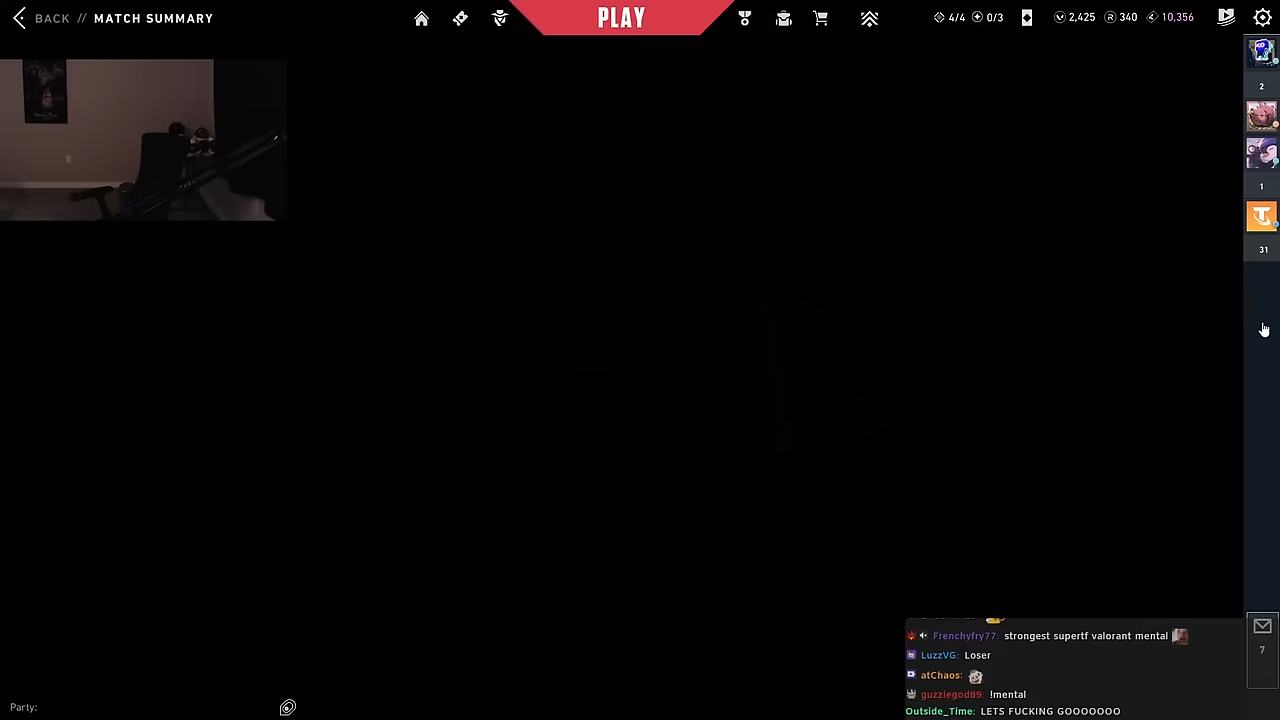 BACK // MATCH SUMMARY
PLAY
4/4 0/3
2,425 340 10,356
2
1
31
Frenchyfry77: strongest supertf valorant mental
LuzzVG: Loser
atChaos:
guzzlegod89: !mental
Outside_Time: LETS FUCKING GOOOOOOO
7
Party: